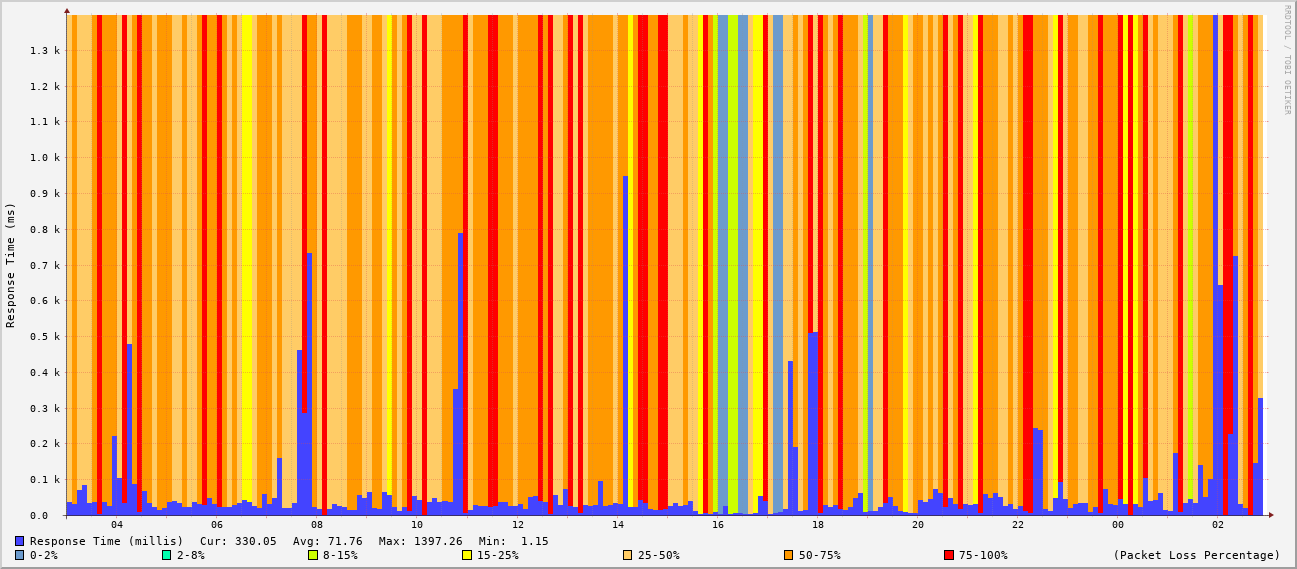 RRDTOOL / TOBI OETIKER
Response Time (ms)
1.3 k
1.2 k
1.1 k
1.0 k
0.9 k
0.8 k
0.7 k
0.6 k
0.5 k
0.4 k
0.3 k
0.2 k
0.1 k
0.0
04 06 08 10 12 14 16 18 20 22 00 02
Response Time (millis) Cur: 330.05 Avg: 71.76 Max: 1397.26 Min: 1.15
0-2% 2-8% 8-15% 15-25% 25-50% 50-75% 75-100% (Packet Loss Percentage)